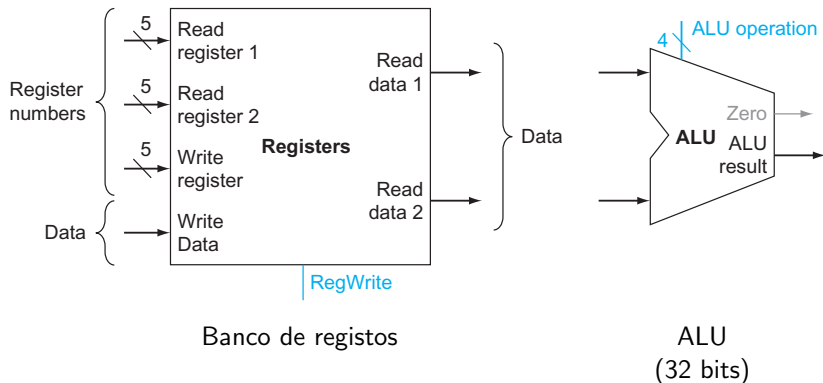 Register
numbers
Data
5
5
5
Read
register 1
Read
register 2
Write
register
Write
Data
Registers
Read
data 1
Read
data 2
RegWrite
Data
4
ALU operation
Zero
ALU
ALU
result
Banco de registos
ALU
(32 bits)